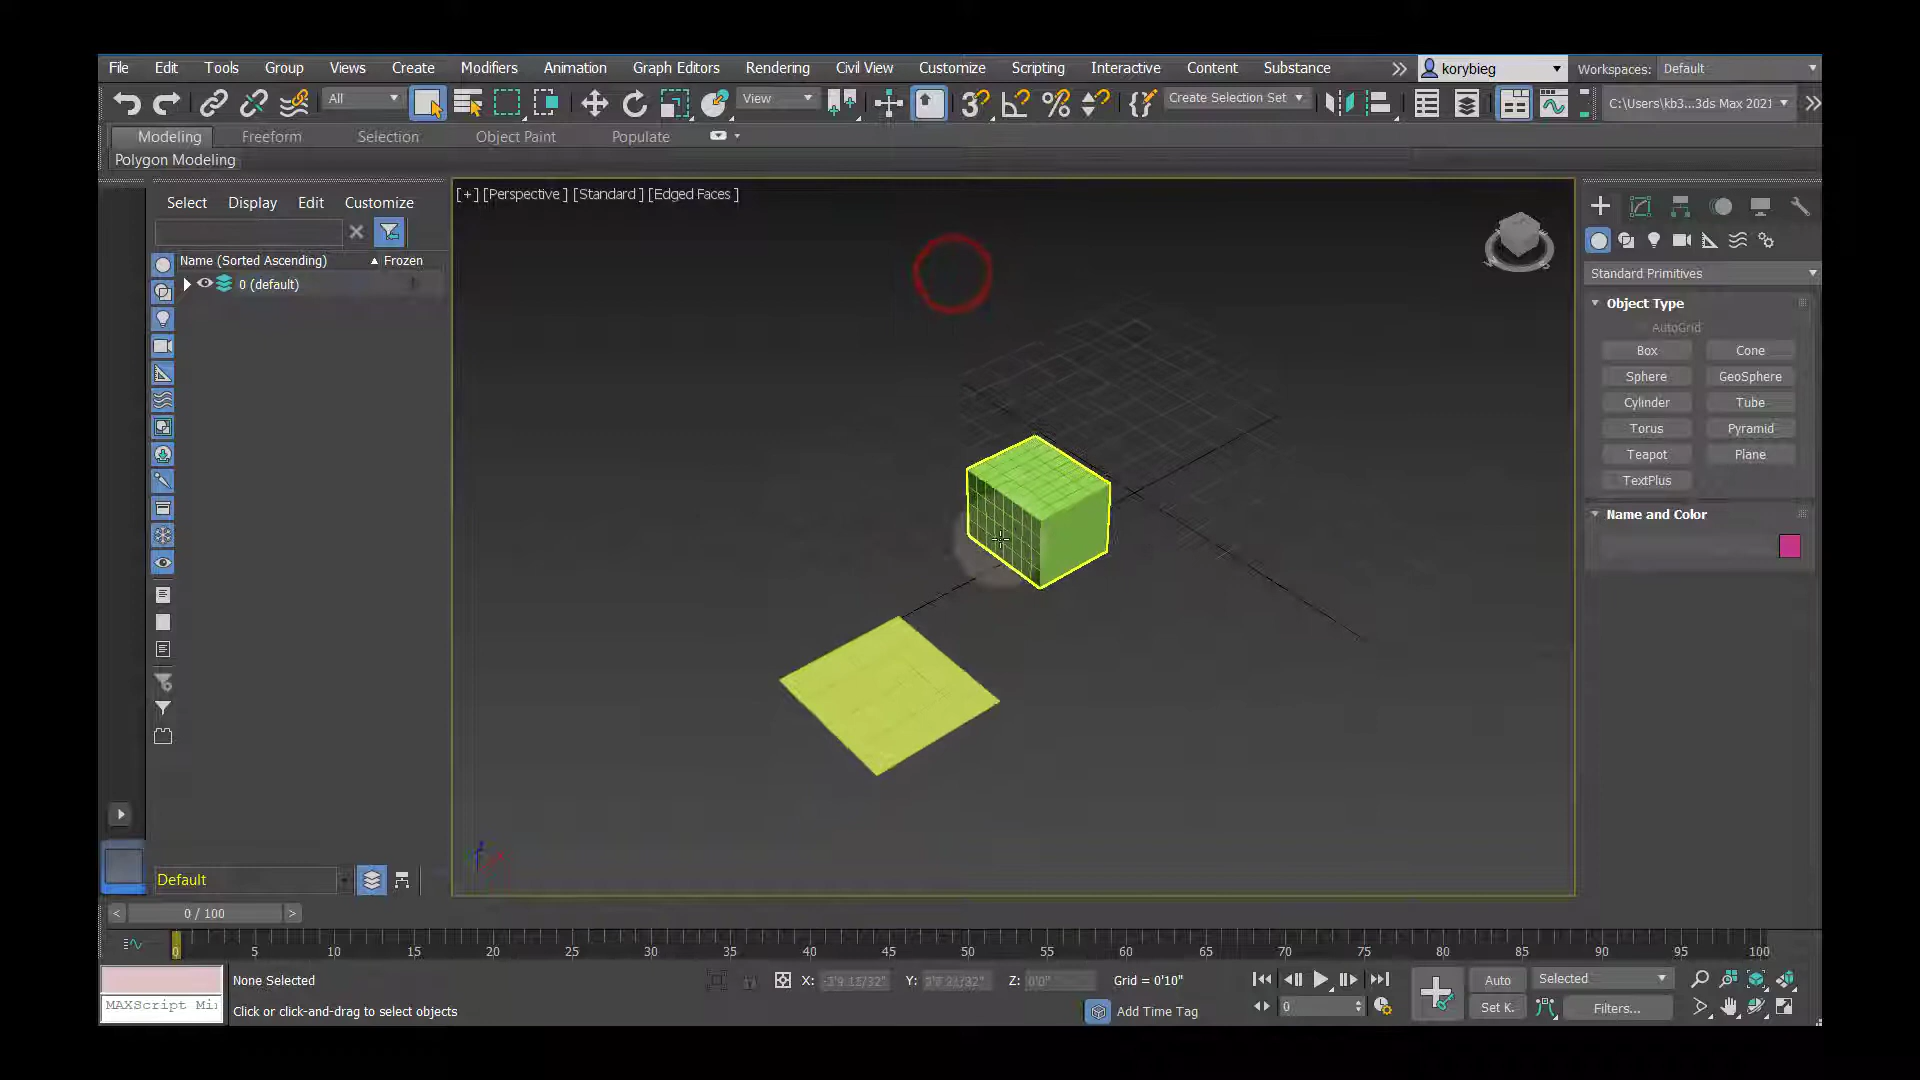 File Edit Tools Group Views Create Modifiers Animation Graph Editors Rendering Civil View Customize Scripting Interactive Content Substance korybieg Workspaces: Default
All View Create Selection Set C:\Users\kb3...3ds Max 2021
Modeling Freeform Selection Object Paint Populate
Polygon Modeling
Select Display Edit Customize
[+] [Perspective ] [Standard ] [Edged Faces ]
Name (Sorted Ascending) Frozen
0 (default)
Standard Primitives
Object Type
AutoGrid
Box Cone
Sphere GeoSphere
Cylinder Tube
Torus Pyramid
Teapot Plane
TextPlus
Name and Color
Default
< 0 / 100 >
0 5 10 15 20 25 30 35 40 45 50 55 60 65 70 75 80 85 90 95 100
None Selected X: Y: Z: 0'0" Grid = 0'10" Auto Selected
MAXScript Mi
Click or click-and-drag to select objects Add Time Tag 0 Set K. Filters...